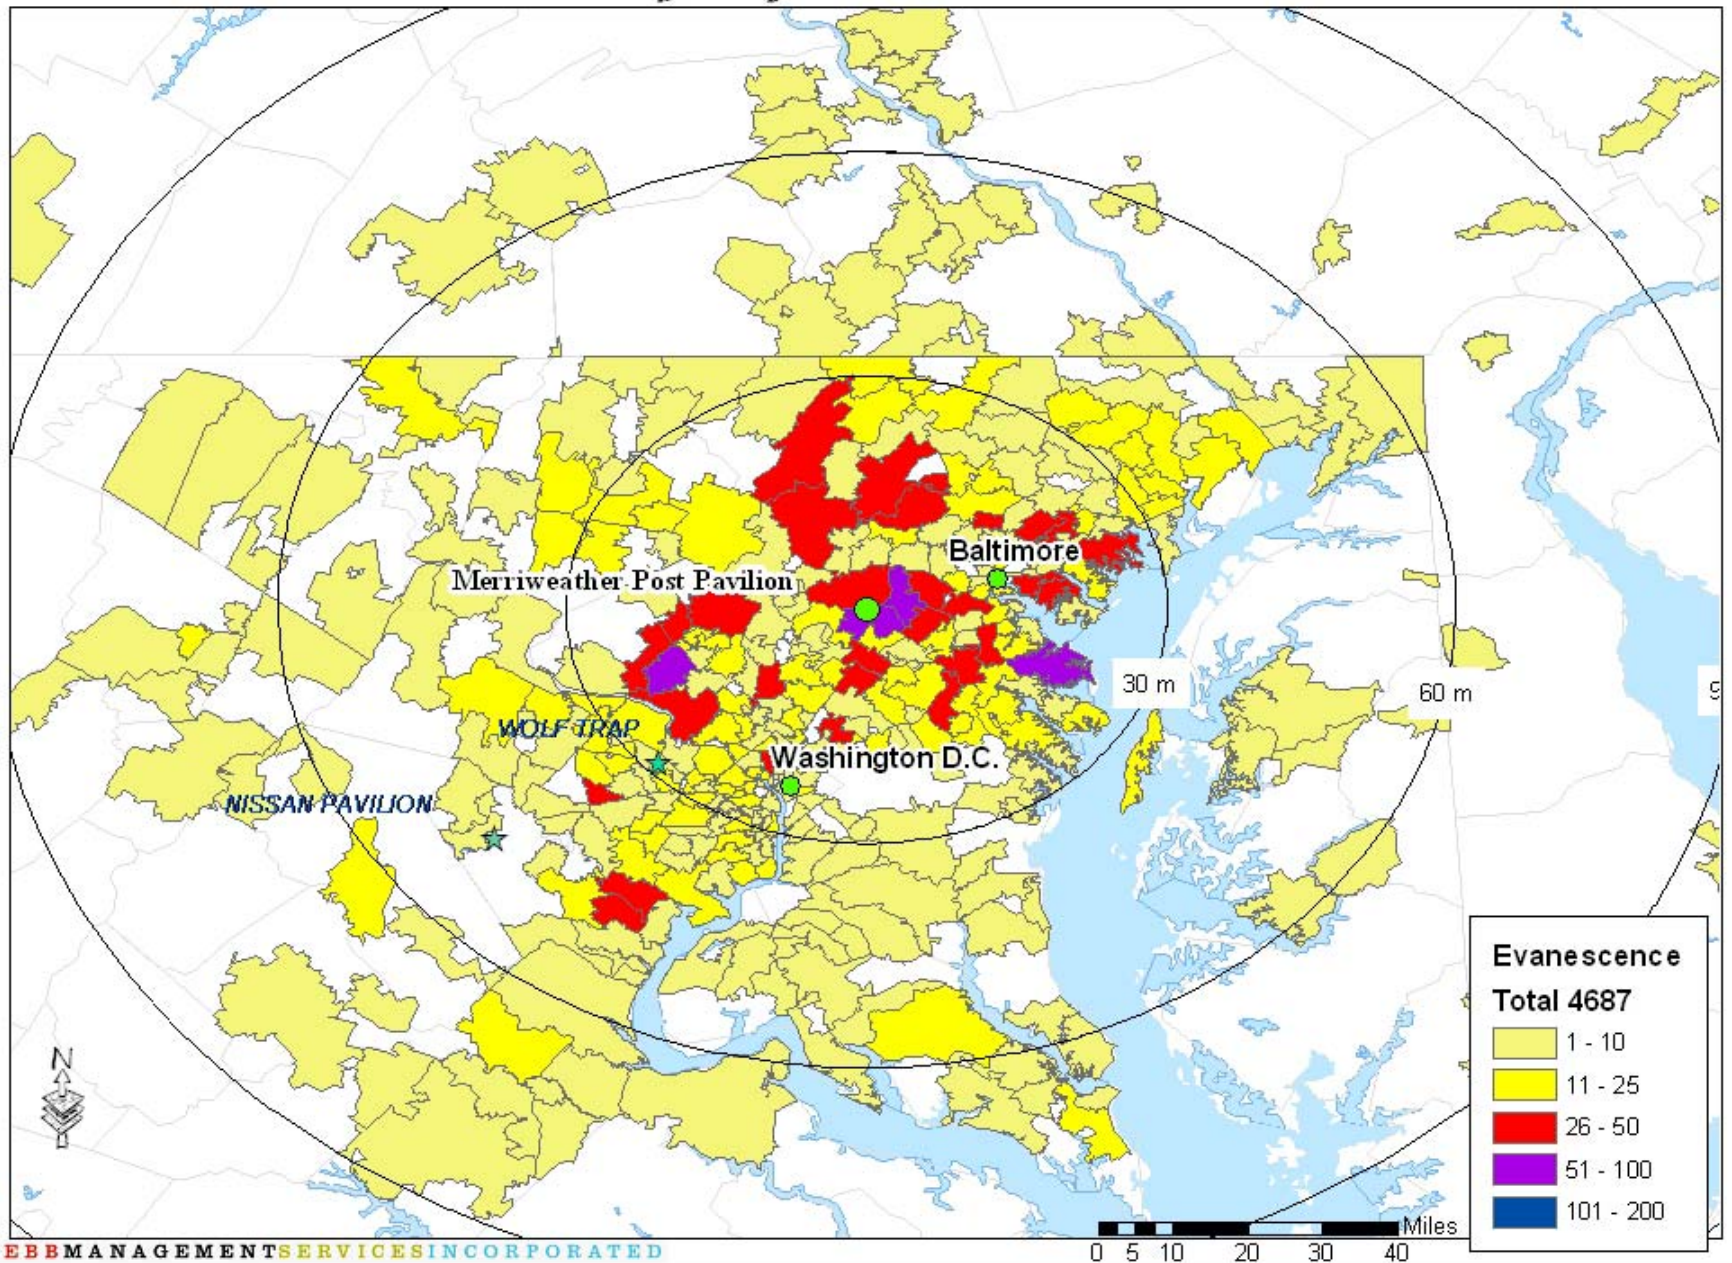 Baltimore
Merriweather Post Pavilion
30 m
60 m
9
WOLF TRAP
Washington D.C.
NISSAN PAVILION
Evanescence
Total 4687
1 - 10
11 - 25
26 - 50
51 - 100
101 - 200
N
Miles
0 5 10 20 30 40
EBBMANAGEMENTSERVICESINCORPORATED